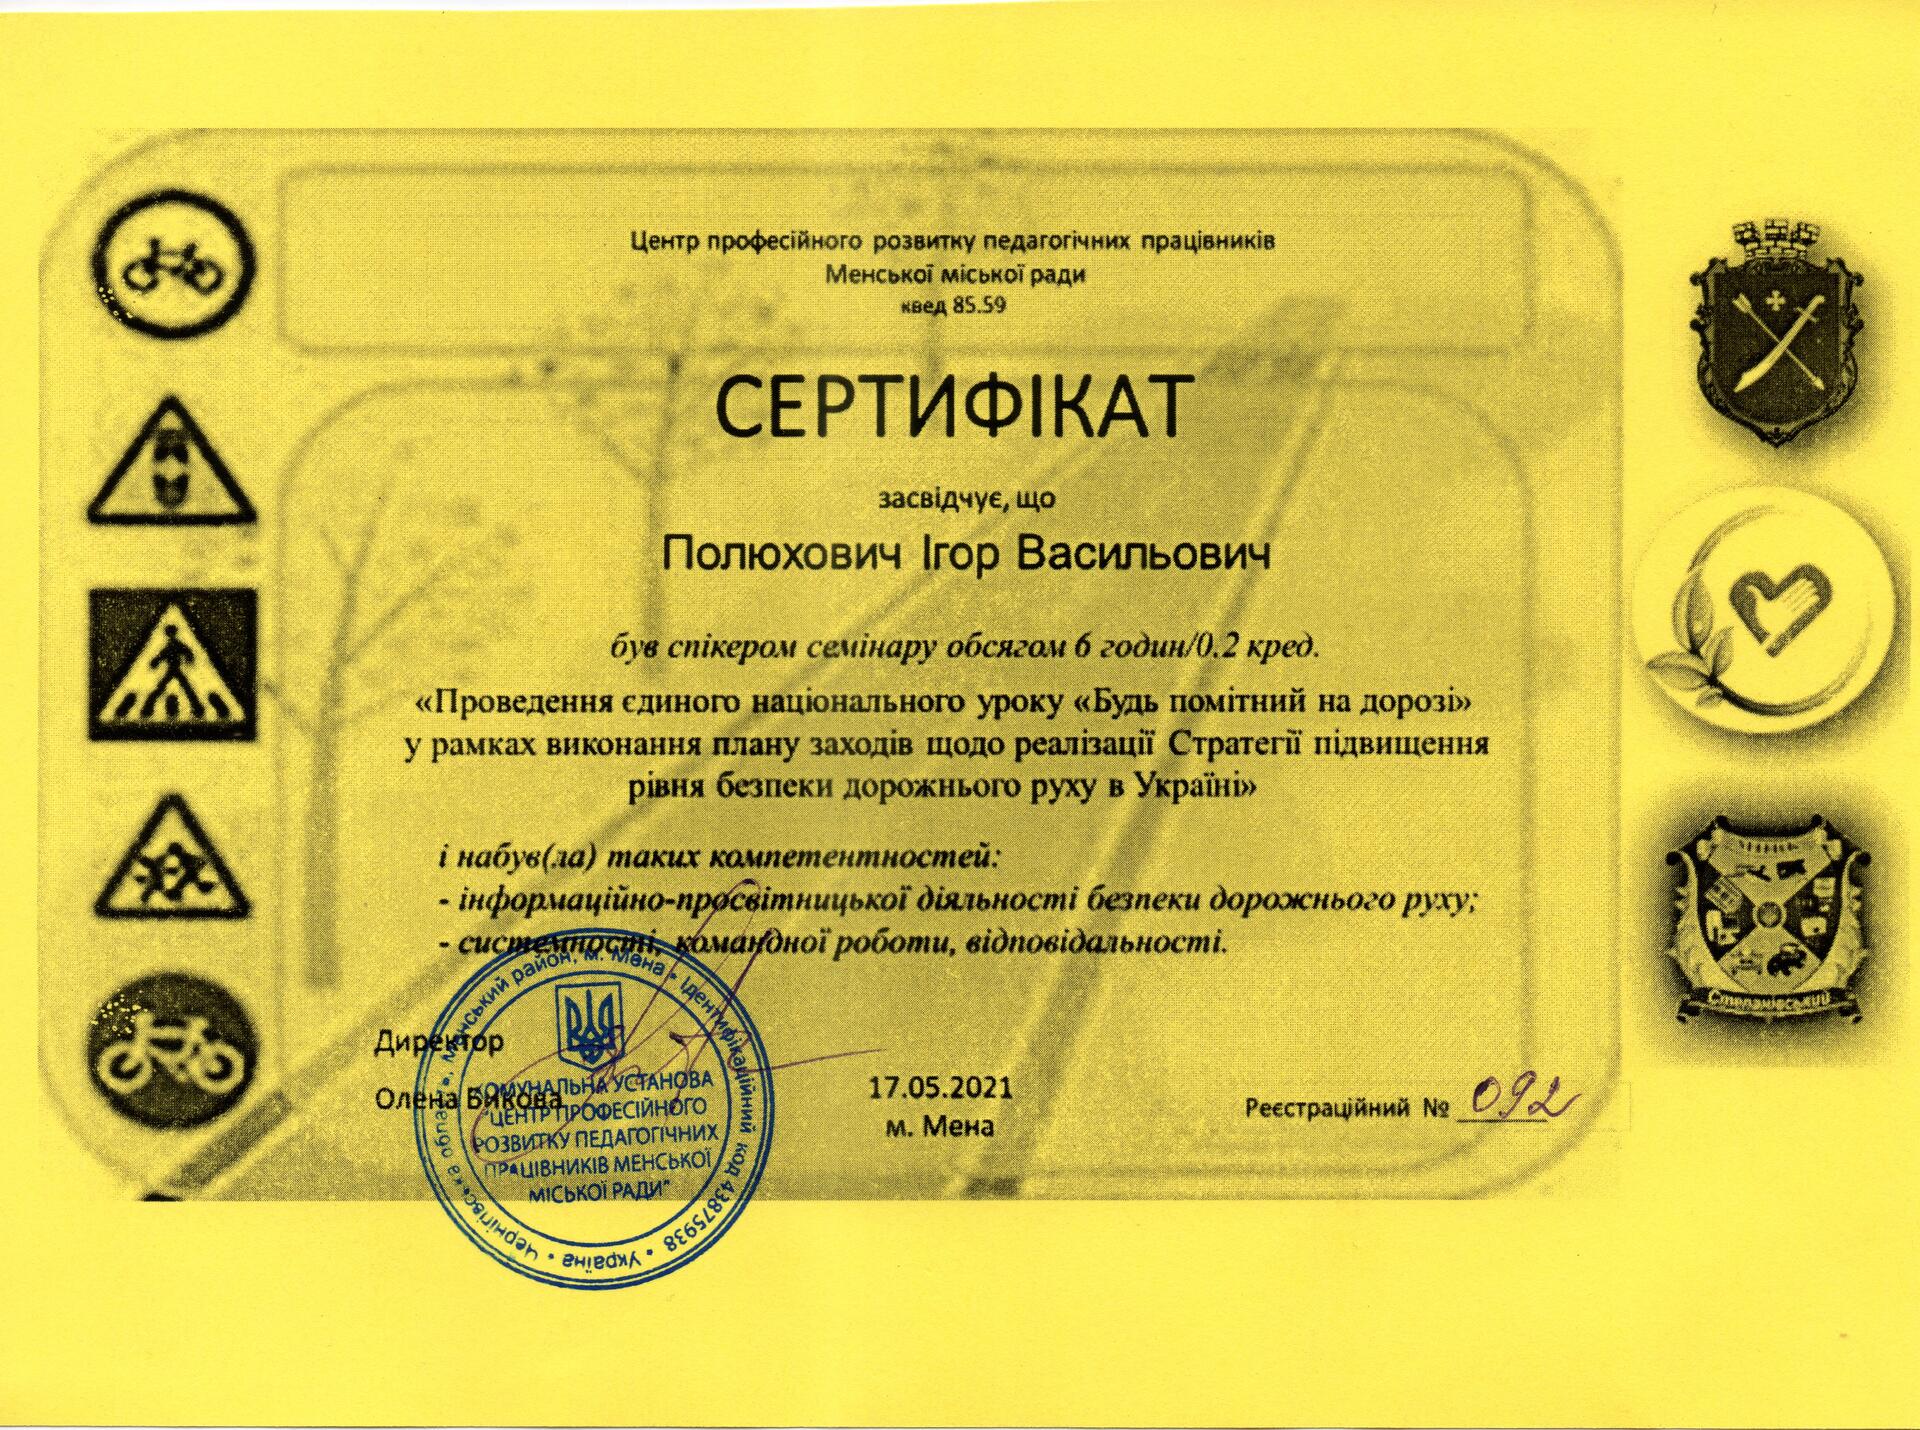 Центр професійного розвитку педагогічних працівників
Менської міської ради
квед 85.59
СЕРТИФІКАТ
засвідчує, що
Полюхович Ігор Васильович
був спікером семінару обсягом 6 годин/0.2 кред.
«Проведення єдиного національного уроку «Будь помітний на дорозі»
у рамках виконання плану заходів щодо реалізації Стратегії підвищення
рівня безпеки дорожнього руху в Україні»
і набув(ла) таких компетентностей:
- інформаційно-просвітницької діяльності безпеки дорожнього руху;
- системності, командної роботи, відповідальності.
Директор
Олена Бикова
17.05.2021
м. Мена
Реєстраційний № 092
Україна • Чернігівська область, Менський район, м. Мена • Ідентифікаційний код 43875938 •
КОМУНАЛЬНА УСТАНОВА
"ЦЕНТР ПРОФЕСІЙНОГО
РОЗВИТКУ ПЕДАГОГІЧНИХ
ПРАЦІВНИКІВ МЕНСЬКОЇ
МІСЬКОЇ РАДИ"
Степанівський